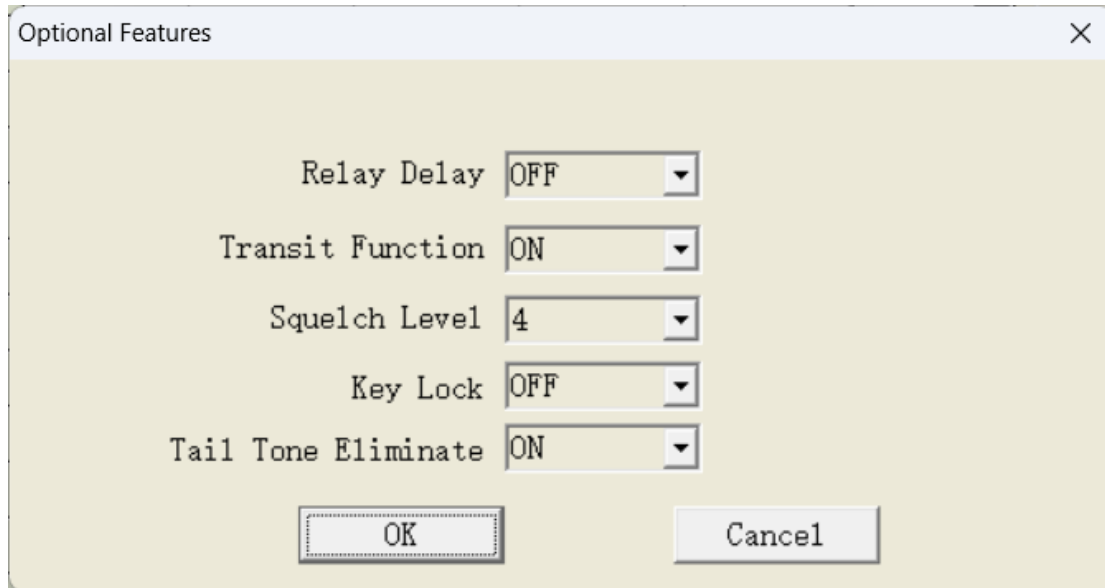 Optional Features
Relay Delay OFF
Transit Function ON
Squelch Level 4
Key Lock OFF
Tail Tone Eliminate ON
OK Cancel